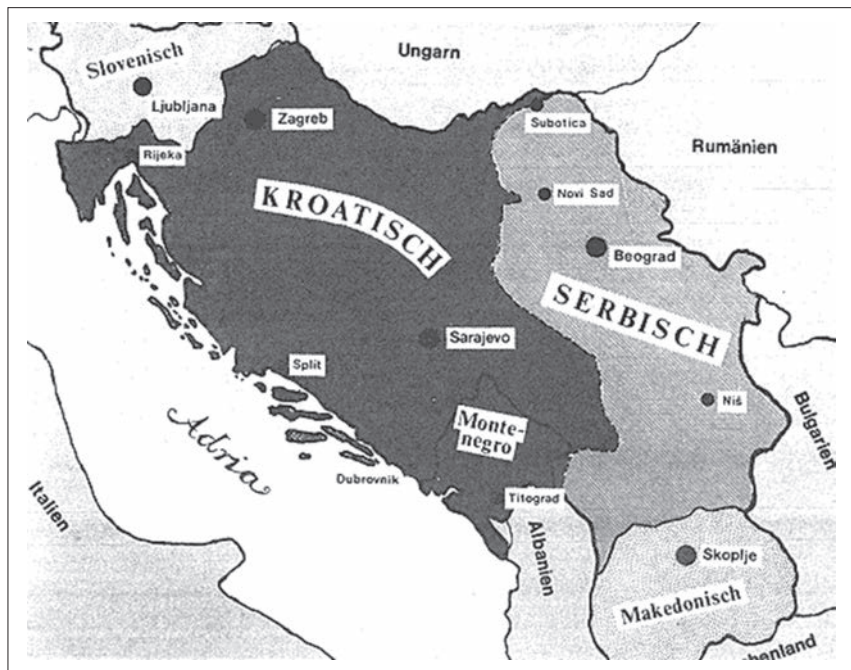 Ungarn
Slovenisch
Ljubljana
Zagreb
Subotica
Rumänien
Rijeka
KROATISCH
Novi Sad
Beograd
SERBISCH
Sarajevo
Split
Niš
Monte-
negro
Bulgarien
Adria
Dubrovnik
Titograd
Italien
Albanien
Skoplje
Makedonisch
chenland